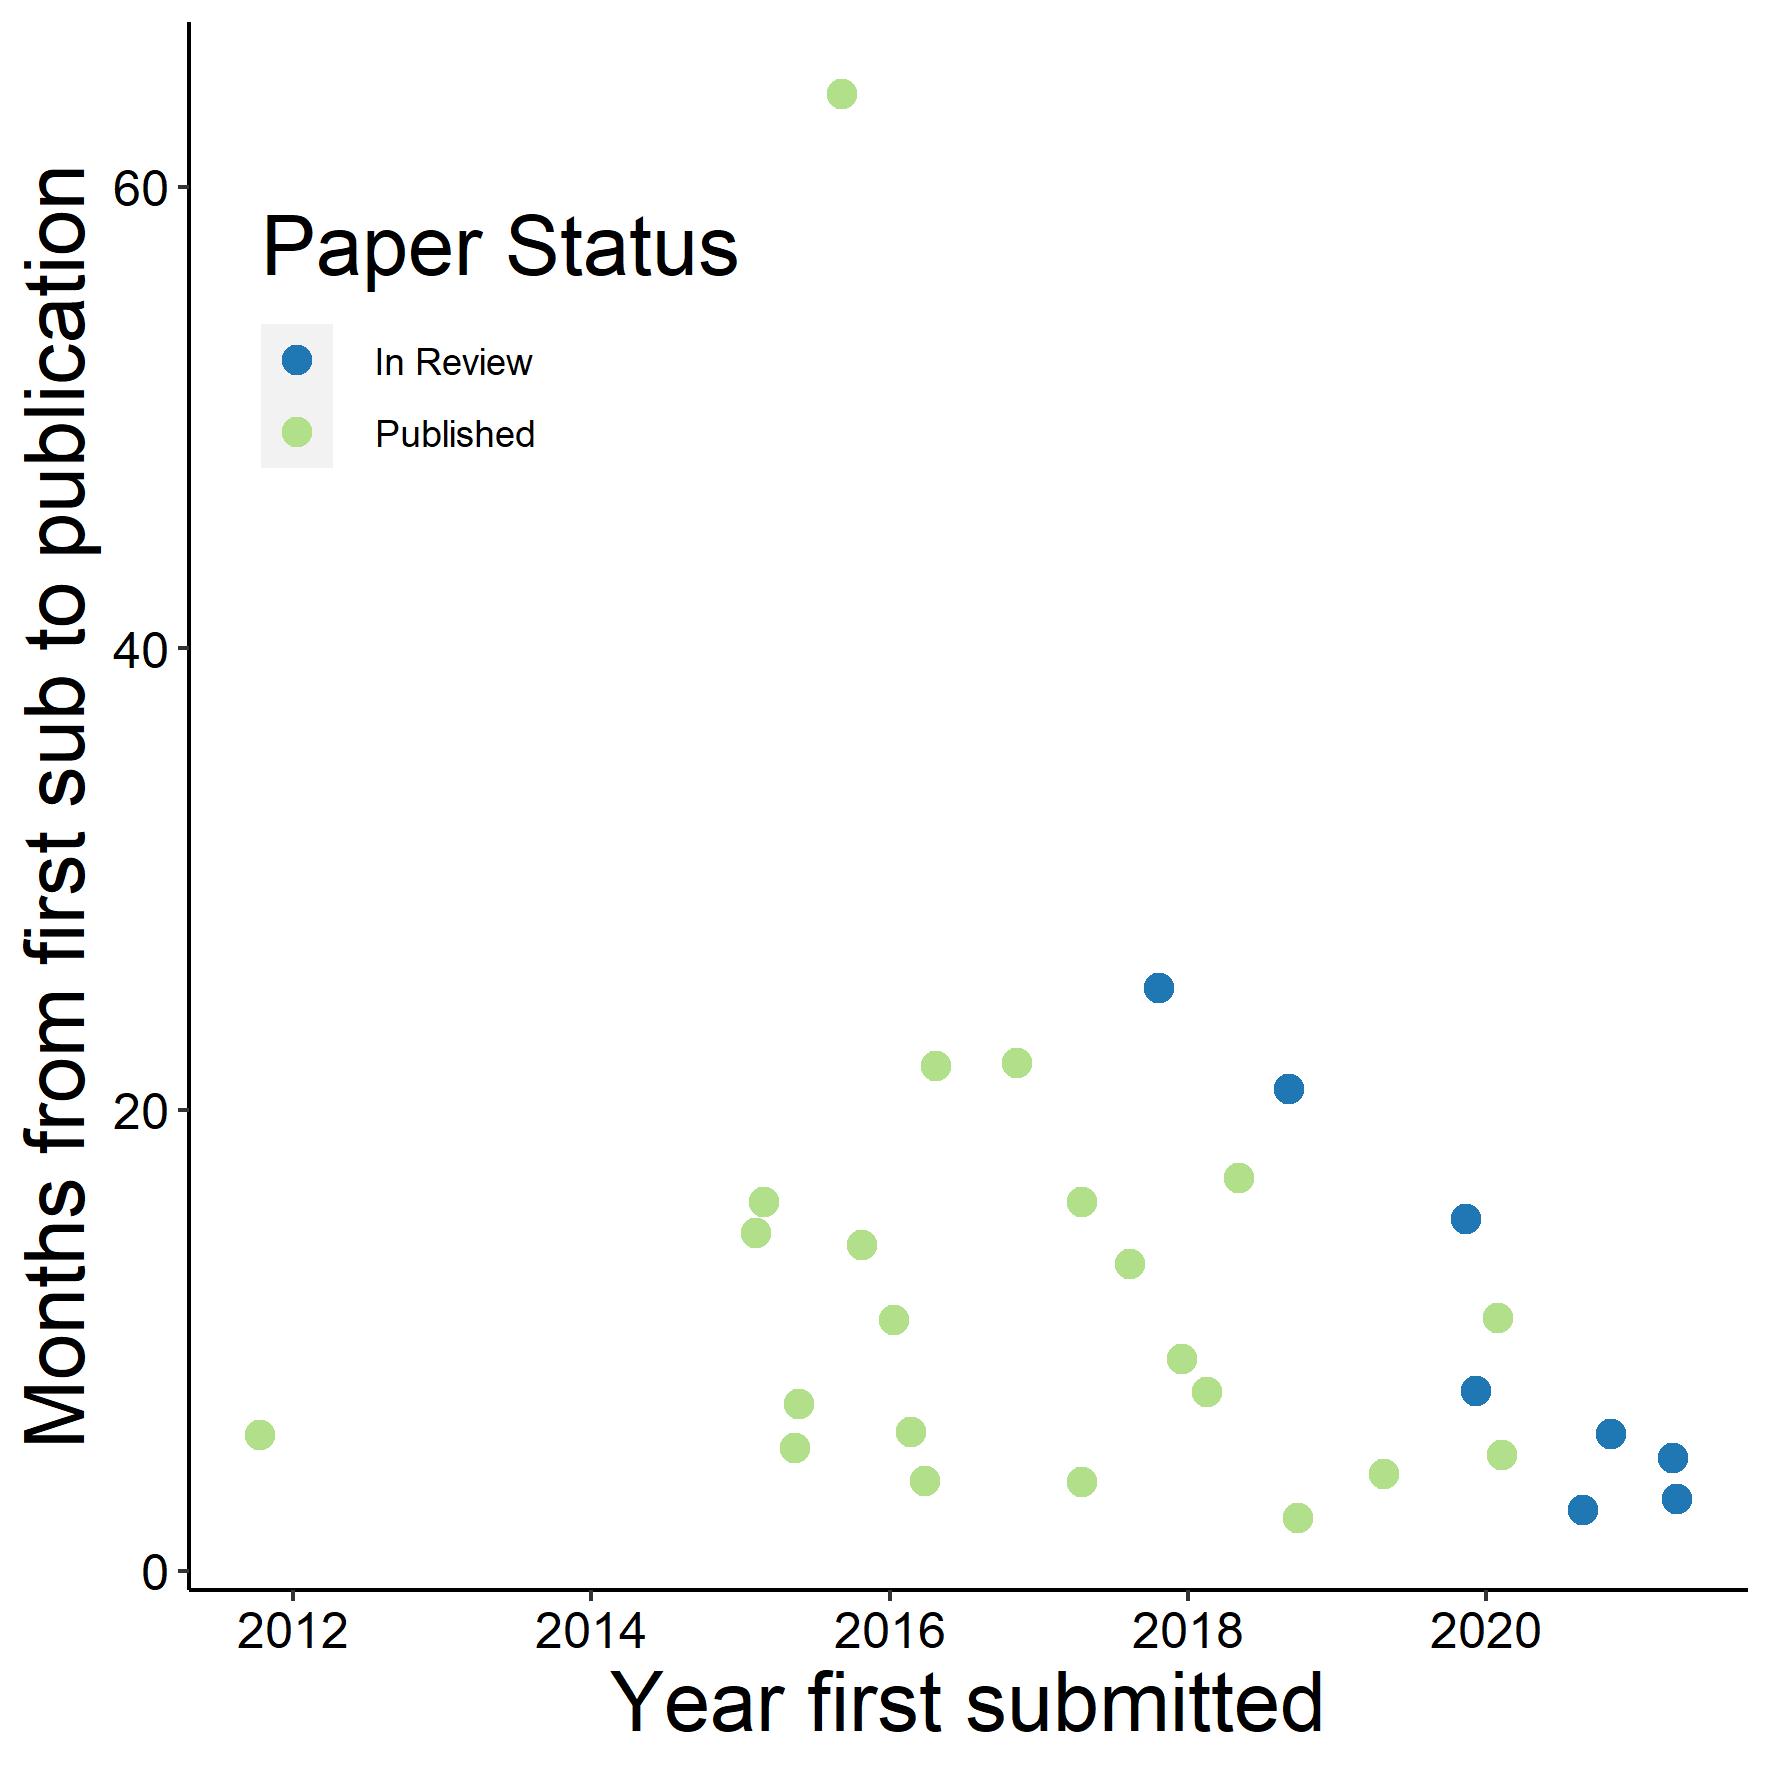 Months from first sub to publication
60
40
20
0
Paper Status
In Review
Published
2012 2014 2016 2018 2020
Year first submitted